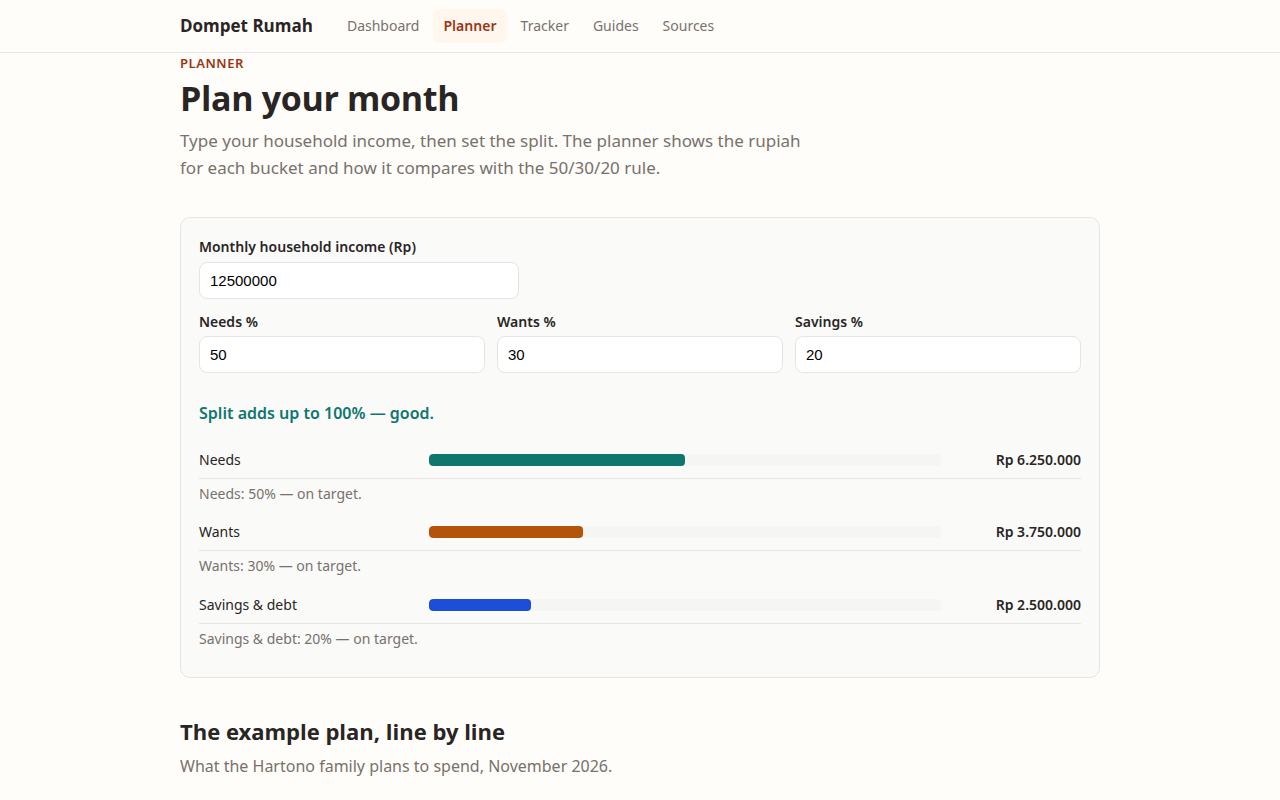 Dompet Rumah
Dashboard
Planner
Tracker
Guides
Sources
PLANNER
Plan your month
Type your household income, then set the split. The planner shows the rupiah
for each bucket and how it compares with the 50/30/20 rule.
Monthly household income (Rp)
12500000
Needs %
Wants %
Savings %
50
30
20
Split adds up to 100% — good.
Needs
Rp 6.250.000
Needs: 50% — on target.
Wants
Rp 3.750.000
Wants: 30% — on target.
Savings & debt
Rp 2.500.000
Savings & debt: 20% — on target.
The example plan, line by line
What the Hartono family plans to spend, November 2026.